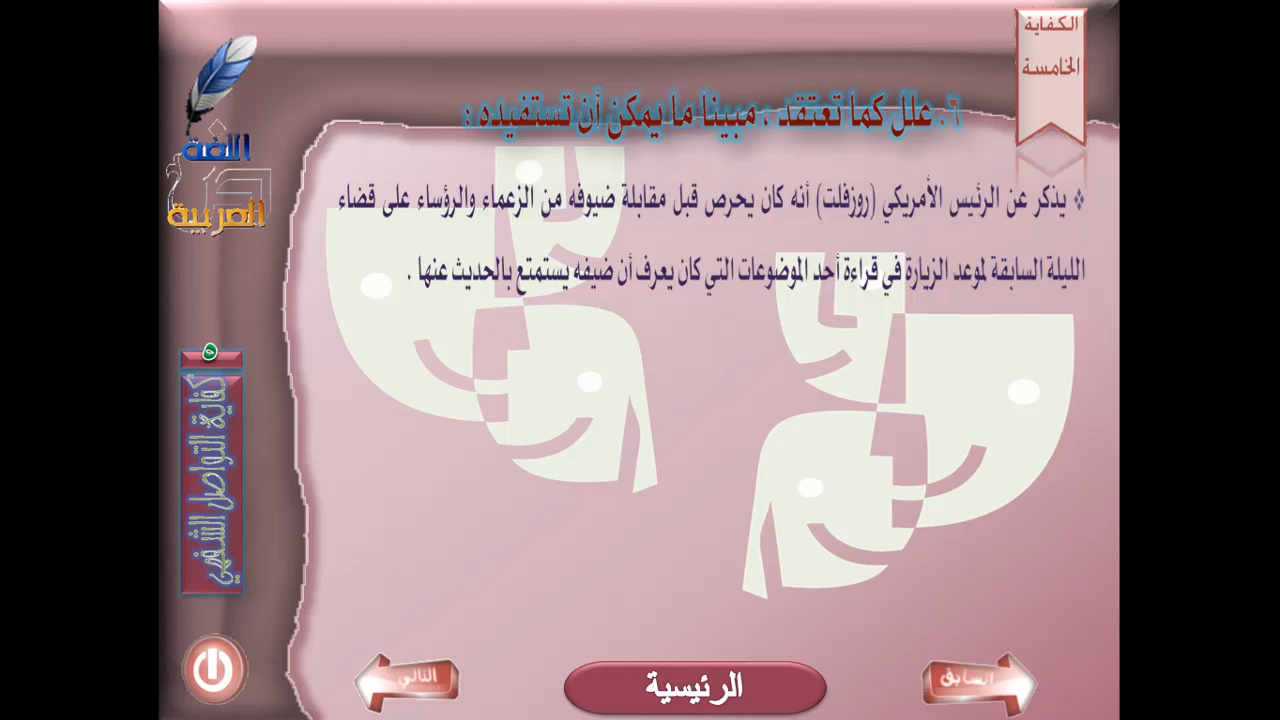 الكفاية
الخامسة
٦ . علل كما تعتقد ، مبينا ما يمكن أن تستفيده :
❖ يذكر عن الرئيس الأمريكي (روزفلت) أنه كان يحرص قبل مقابلة ضيوفه من الزعماء والرؤساء على قضاء
الليلة السابقة لموعد الزيارة في قراءة أحد الموضوعات التي كان يعرف أن ضيفه يستمتع بالحديث عنها .
اللغة
العربية
٥
كفاية التواصل الشفهي
السابق
الرئيسية
التالي